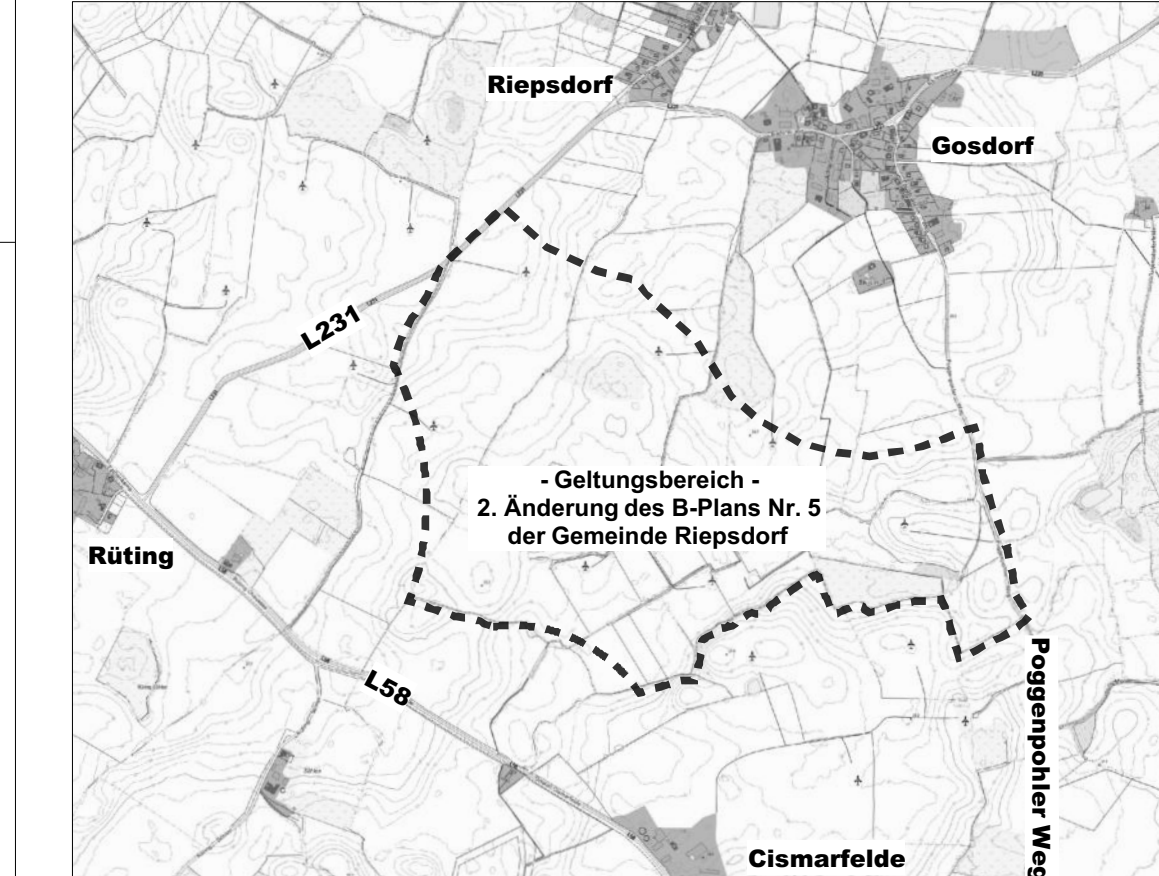 Riepsdorf
Gosdorf
L231
- Geltungsbereich -
2. Änderung des B-Plans Nr. 5
der Gemeinde Riepsdorf
Rüting
L58
Poggenpohler Weg
Cismarfelde